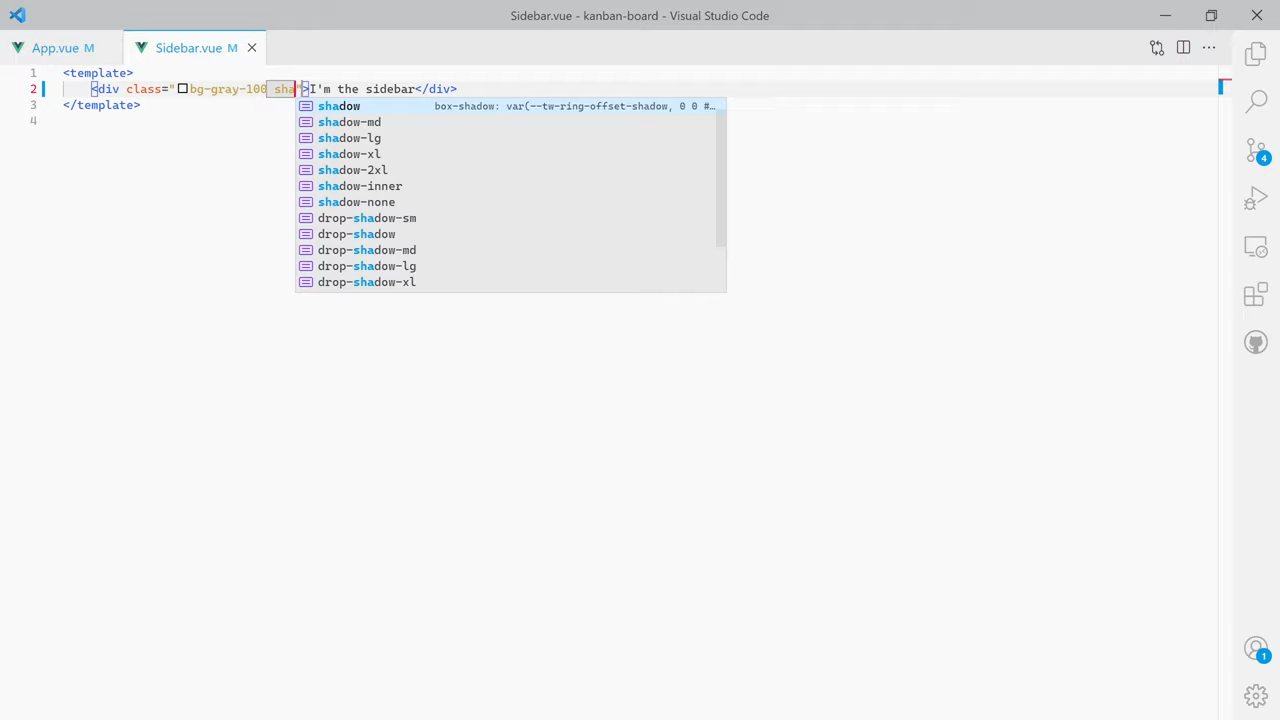 Sidebar.vue - kanban-board - Visual Studio Code
App.vue M
Sidebar.vue M
1 <template>
2 <div class="bg-gray-100 sha">I'm the sidebar</div>
3 </template>
4
shadow box-shadow: var(--tw-ring-offset-shadow, 0 0 #…
shadow-md
shadow-lg
shadow-xl
shadow-2xl
shadow-inner
shadow-none
drop-shadow-sm
drop-shadow
drop-shadow-md
drop-shadow-lg
drop-shadow-xl
4
1